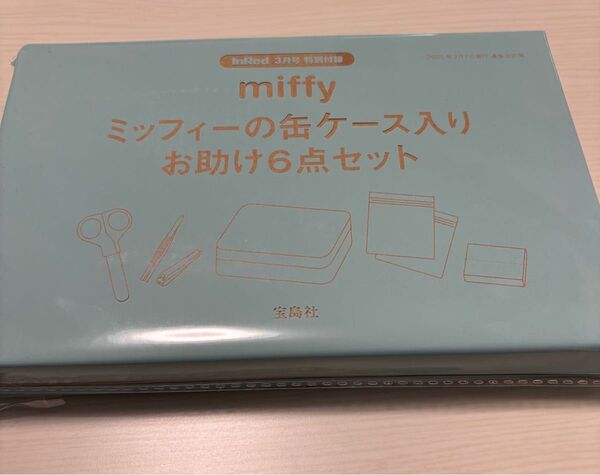 InRed 3月号 特別付録
miffy
ミッフィーの缶ケース入り
お助け6点セット
宝島社